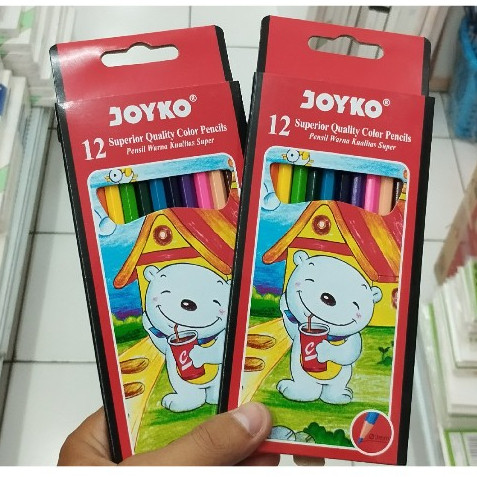 JOYKO®
12 Superior Quality Color Pencils
Pensil Warna Kualitas Super
C
JOYKO®
12 Superior Quality Color Pencils
Pensil Warna Kualitas Super
C